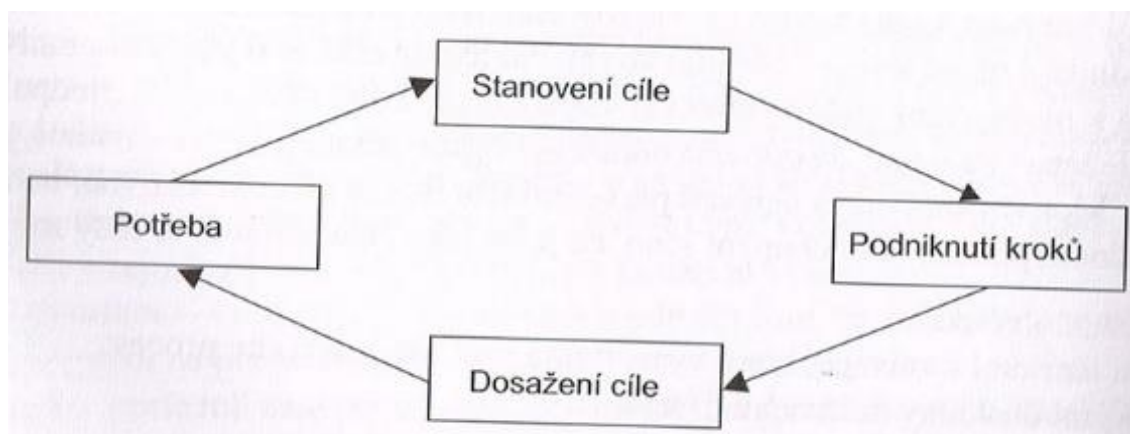 Stanovení cíle
Potřeba
Podniknutí kroků
Dosažení cíle